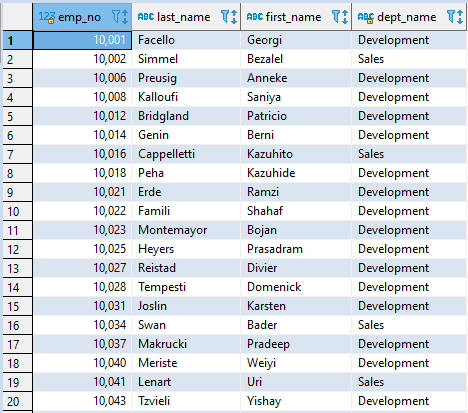 123 emp_no ABC last_name ABC first_name ABC dept_name
1 10,001 Facello Georgi Development
2 10,002 Simmel Bezalel Sales
3 10,006 Preusig Anneke Development
4 10,008 Kalloufi Saniya Development
5 10,012 Bridgland Patricio Development
6 10,014 Genin Berni Development
7 10,016 Cappelletti Kazuhito Sales
8 10,018 Peha Kazuhide Development
9 10,021 Erde Ramzi Development
10 10,022 Famili Shahaf Development
11 10,023 Montemayor Bojan Development
12 10,025 Heyers Prasadram Development
13 10,027 Reistad Divier Development
14 10,028 Tempesti Domenick Development
15 10,031 Joslin Karsten Development
16 10,034 Swan Bader Sales
17 10,037 Makrucki Pradeep Development
18 10,040 Meriste Weiyi Development
19 10,041 Lenart Uri Sales
20 10,043 Tzvieli Yishay Development